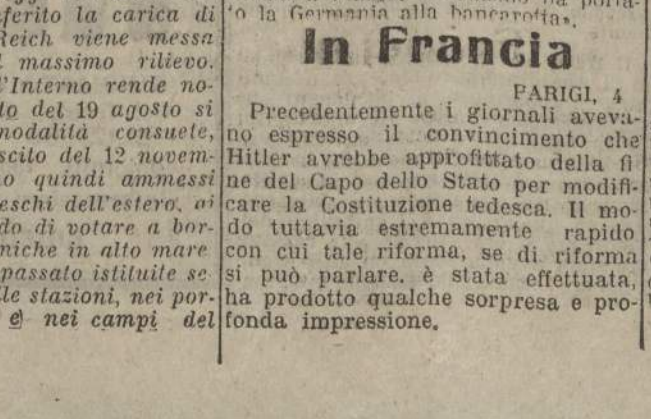 ferito la carica di
Reich viene messa
l massimo rilievo.
l'Interno rende no-
to del 19 agosto si
modalità consuete,
scito del 12 novem-
o quindi ammessi
eschi dell'estero. ai
do di votare a bor-
niche in alto mare
passato istituite se
lle stazioni, nei por-
e) nei campi del
o la Germania alla bancarotta».
In Francia
PARIGI, 4
Precedentemente i giornali aveva-
no espresso il convincimento che
Hitler avrebbe approfittato della fi
ne del Capo dello Stato per modifi-
care la Costituzione tedesca. Il mo-
do tuttavia estremamente rapido
con cui tale riforma, se di riforma
si può parlare. è stata effettuata,
ha prodotto qualche sorpresa e pro-
fonda impressione.